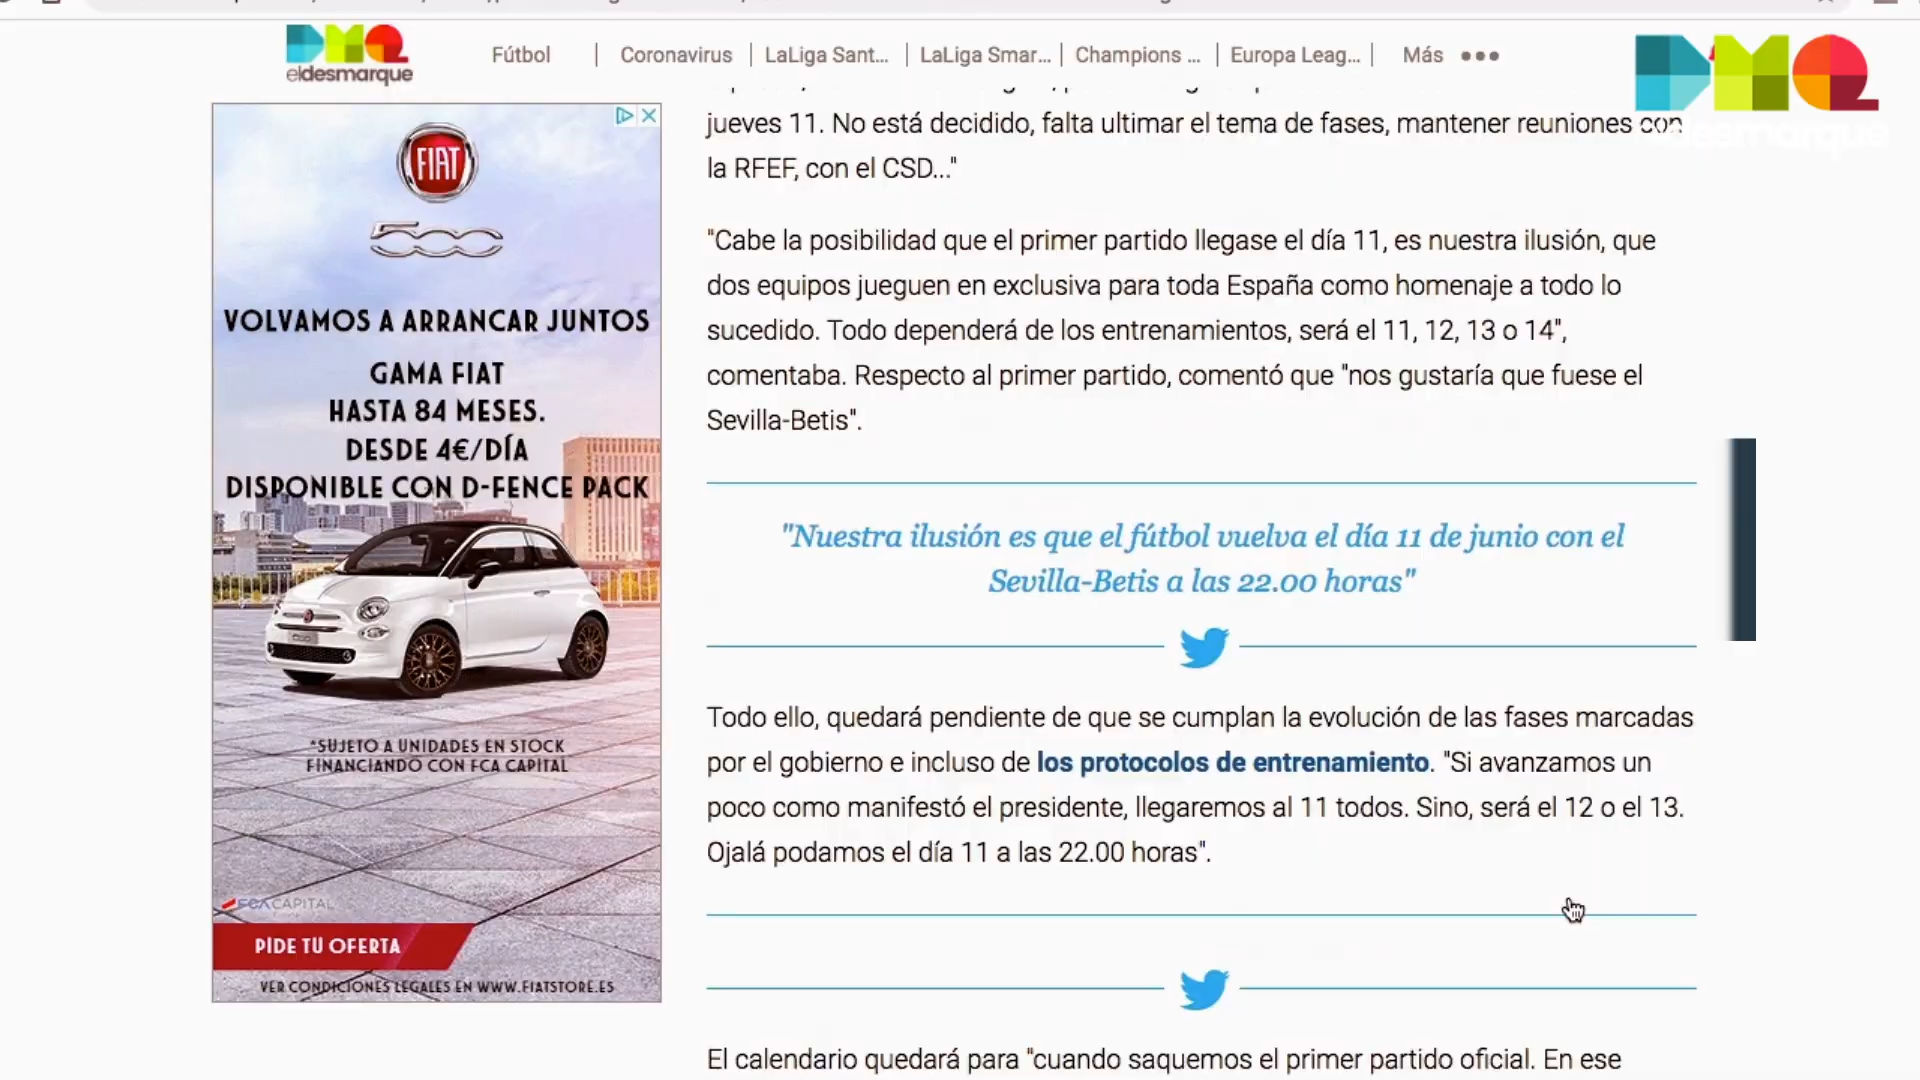 eldesmarque
Fútbol | Coronavirus | LaLiga Sant... | LaLiga Smar... | Champions ... | Europa Leag... | Más
DMQ
FIAT
500
VOLVAMOS A ARRANCAR JUNTOS
GAMA FIAT
HASTA 84 MESES.
DESDE 4€/DÍA
DISPONIBLE CON D-FENCE PACK
*SUJETO A UNIDADES EN STOCK
FINANCIANDO CON FCA CAPITAL
FCA CAPITAL
PIDE TU OFERTA
VER CONDICIONES LEGALES EN WWW.FIATSTORE.ES
jueves 11. No está decidido, falta ultimar el tema de fases, mantener reuniones con
la RFEF, con el CSD..."
"Cabe la posibilidad que el primer partido llegase el día 11, es nuestra ilusión, que
dos equipos jueguen en exclusiva para toda España como homenaje a todo lo
sucedido. Todo dependerá de los entrenamientos, será el 11, 12, 13 o 14",
comentaba. Respecto al primer partido, comentó que "nos gustaría que fuese el
Sevilla-Betis".
"Nuestra ilusión es que el fútbol vuelva el día 11 de junio con el
Sevilla-Betis a las 22.00 horas"
Todo ello, quedará pendiente de que se cumplan la evolución de las fases marcadas
por el gobierno e incluso de los protocolos de entrenamiento. "Si avanzamos un
poco como manifestó el presidente, llegaremos al 11 todos. Sino, será el 12 o el 13.
Ojalá podamos el día 11 a las 22.00 horas".
El calendario quedará para "cuando saquemos el primer partido oficial. En ese